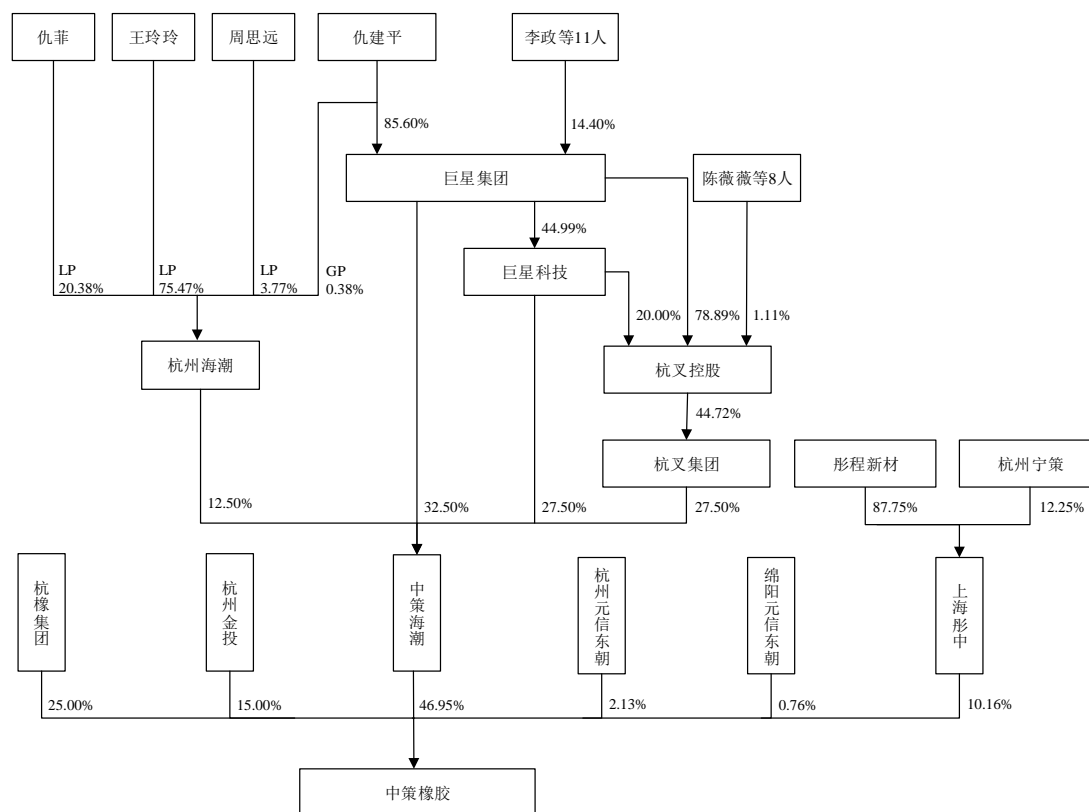 仇菲
王玲玲
周思远
仇建平
李政等11人
85.60%
14.40%
巨星集团
陈薇薇等8人
44.99%
巨星科技
LP
20.38%
LP
75.47%
LP
3.77%
GP
0.38%
20.00%
78.89%
1.11%
杭州海潮
杭叉控股
44.72%
杭叉集团
彤程新材
杭州宁策
12.50%
32.50%
27.50%
27.50%
87.75%
12.25%
杭橡集团
杭州金投
中策海潮
杭州元信东朝
绵阳元信东朝
上海彤中
25.00%
15.00%
46.95%
2.13%
0.76%
10.16%
中策橡胶